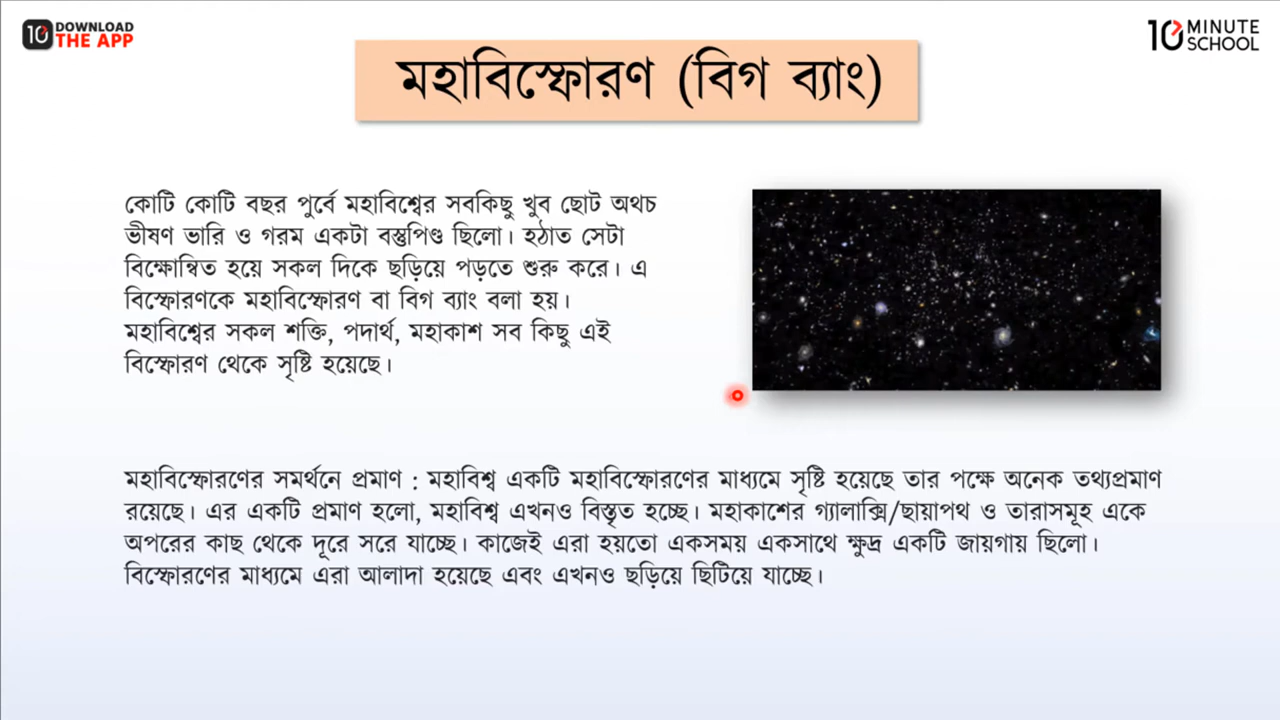 10 DOWNLOAD THE APP
10 MINUTE SCHOOL
মহাবিস্ফোরণ (বিগ ব্যাং)
কোটি কোটি বছর পুর্বে মহাবিশ্বের সবকিছু খুব ছোট অথচ
ভীষণ ভারি ও গরম একটা বস্তুপিণ্ড ছিলো। হঠাত সেটা
বিক্ষোন্বিত হয়ে সকল দিকে ছড়িয়ে পড়তে শুরু করে। এ
বিস্ফোরণকে মহাবিস্ফোরণ বা বিগ ব্যাং বলা হয়।
মহাবিশ্বের সকল শক্তি, পদার্থ, মহাকাশ সব কিছু এই
বিস্ফোরণ থেকে সৃষ্টি হয়েছে।
মহাবিস্ফোরণের সমর্থনে প্রমাণ : মহাবিশ্ব একটি মহাবিস্ফোরণের মাধ্যমে সৃষ্টি হয়েছে তার পক্ষে অনেক তথ্যপ্রমাণ
রয়েছে। এর একটি প্রমাণ হলো, মহাবিশ্ব এখনও বিস্তৃত হচ্ছে। মহাকাশের গ্যালাক্সি/ছায়াপথ ও তারাসমূহ একে
অপরের কাছ থেকে দূরে সরে যাচ্ছে। কাজেই এরা হয়তো একসময় একসাথে ক্ষুদ্র একটি জায়গায় ছিলো।
বিস্ফোরণের মাধ্যমে এরা আলাদা হয়েছে এবং এখনও ছড়িয়ে ছিটিয়ে যাচ্ছে।